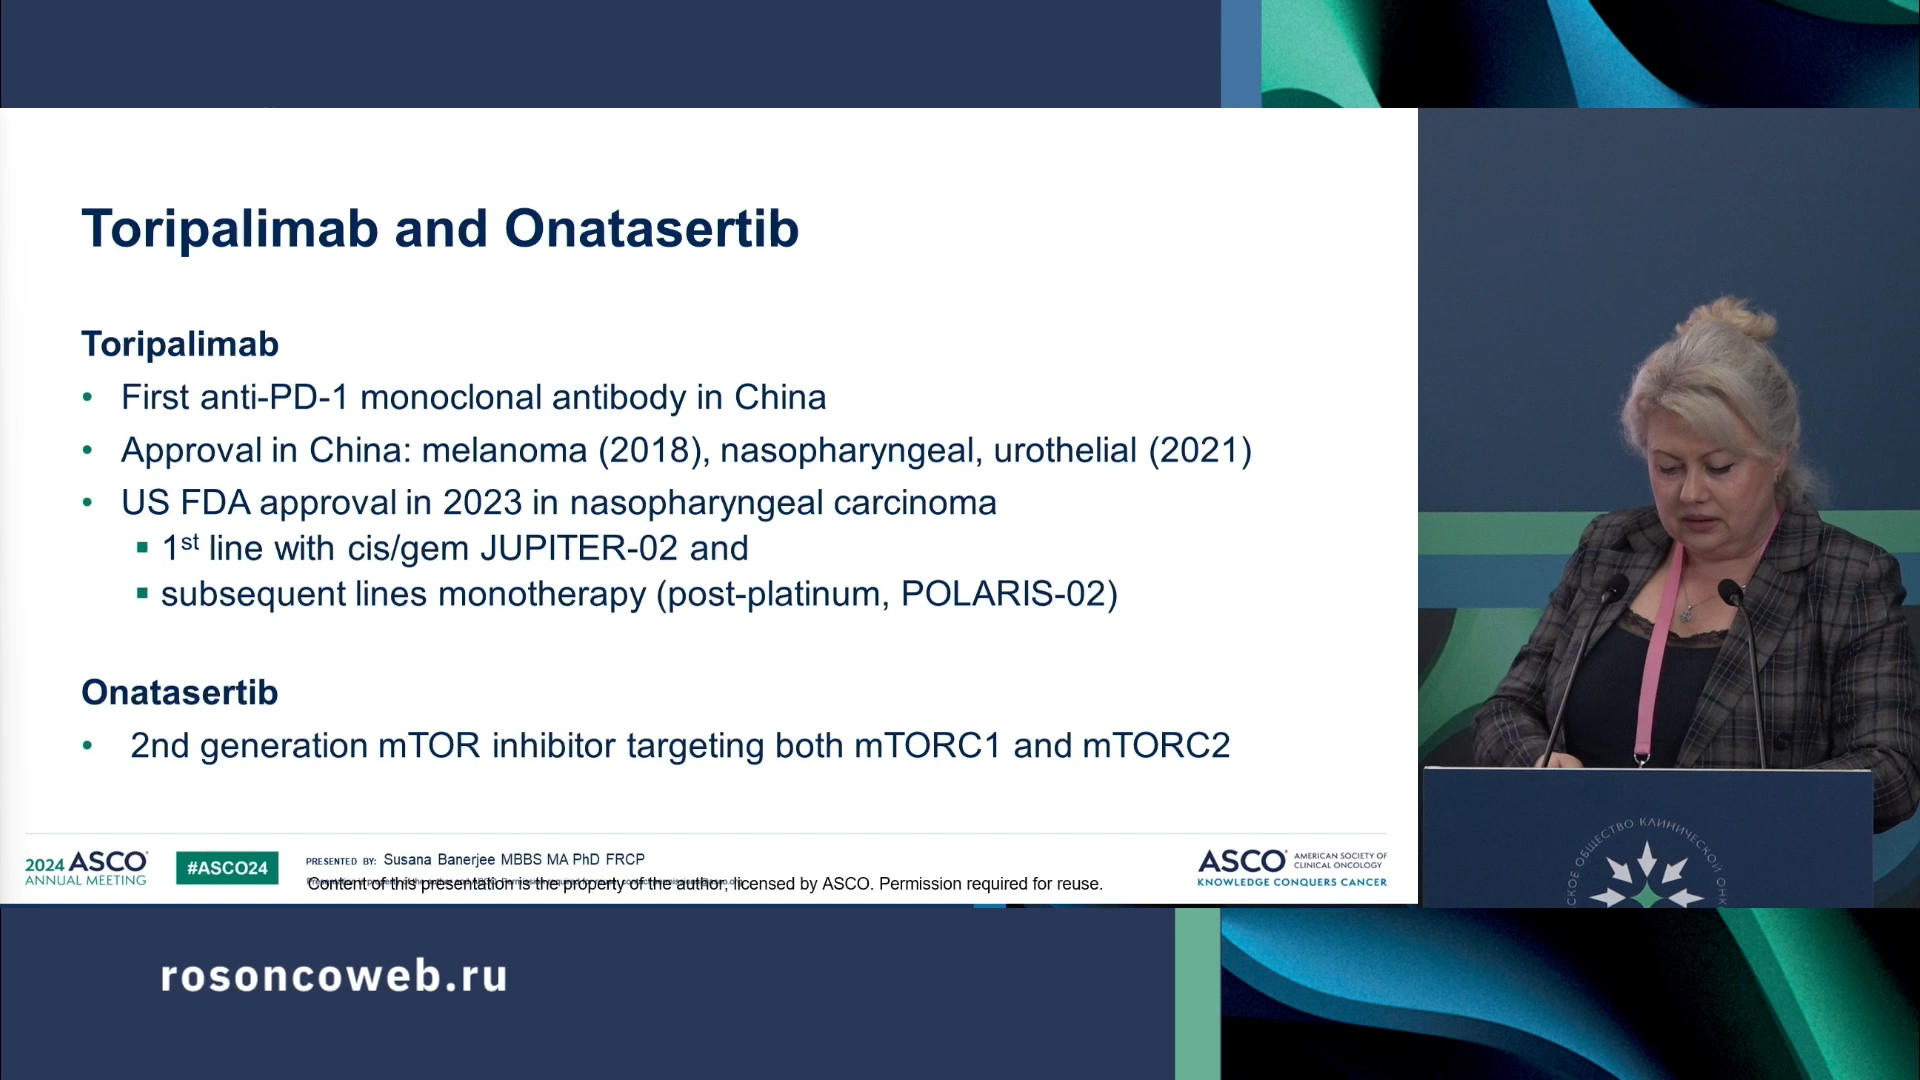 Toripalimab and Onatasertib
Toripalimab
• First anti-PD-1 monoclonal antibody in China
• Approval in China: melanoma (2018), nasopharyngeal, urothelial (2021)
• US FDA approval in 2023 in nasopharyngeal carcinoma
▪ 1st line with cis/gem JUPITER-02 and
▪ subsequent lines monotherapy (post-platinum, POLARIS-02)
Onatasertib
• 2nd generation mTOR inhibitor targeting both mTORC1 and mTORC2
2024 ASCO
ANNUAL MEETING
#ASCO24
PRESENTED BY: Susana Banerjee MBBS MA PhD FRCP
Content of this presentation is the property of the author, licensed by ASCO. Permission required for reuse.
ASCO AMERICAN SOCIETY OF
CLINICAL ONCOLOGY
KNOWLEDGE CONQUERS CANCER
ОБЩЕСТВО КЛИНИЧЕСКОЙ
rosoncoweb.ru